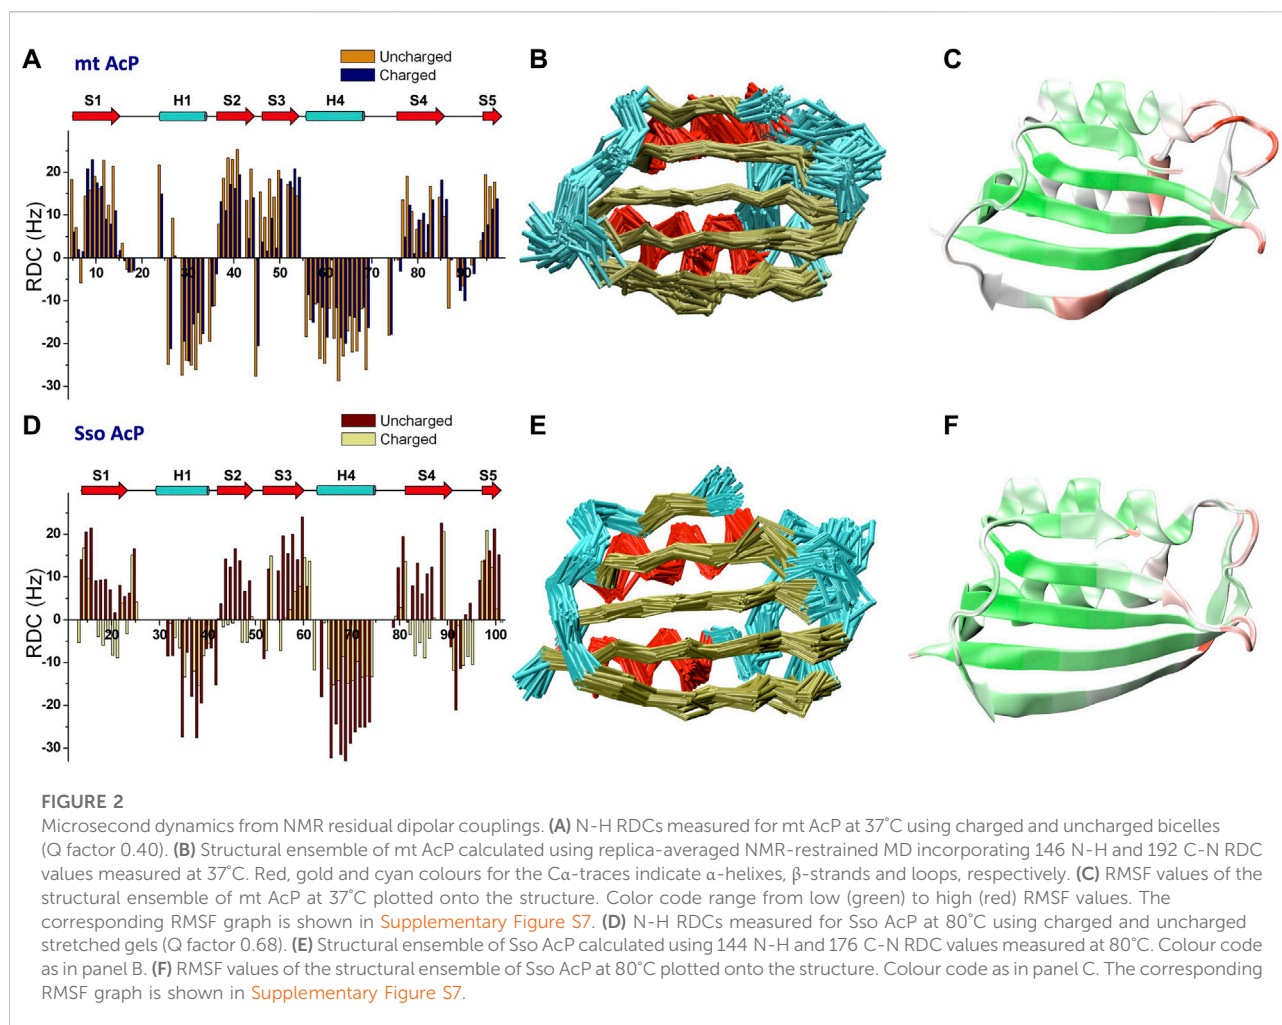 A
mt AcP
Uncharged
Charged
B
C
S1 H1 S2 S3 H4 S4 S5
RDC (Hz)
20
10
0
-10
-20
-30
10 20 30 40 50 60 70 80 90
D
Sso AcP
Uncharged
Charged
E
F
S1 H1 S2 S3 H4 S4 S5
RDC (Hz)
20
10
0
-10
-20
-30
20 30 40 50 60 70 80 90 100
FIGURE 2
Microsecond dynamics from NMR residual dipolar couplings. (A) N-H RDCs measured for mt AcP at 37°C using charged and uncharged bicelles
(Q factor 0.40). (B) Structural ensemble of mt AcP calculated using replica-averaged NMR-restrained MD incorporating 146 N-H and 192 C-N RDC
values measured at 37°C. Red, gold and cyan colours for the Cα-traces indicate α-helixes, β-strands and loops, respectively. (C) RMSF values of the
structural ensemble of mt AcP at 37°C plotted onto the structure. Color code range from low (green) to high (red) RMSF values. The
corresponding RMSF graph is shown in Supplementary Figure S7. (D) N-H RDCs measured for Sso AcP at 80°C using charged and uncharged
stretched gels (Q factor 0.68). (E) Structural ensemble of Sso AcP calculated using 144 N-H and 176 C-N RDC values measured at 80°C. Colour code
as in panel B. (F) RMSF values of the structural ensemble of Sso AcP at 80°C plotted onto the structure. Colour code as in panel C. The corresponding
RMSF graph is shown in Supplementary Figure S7.